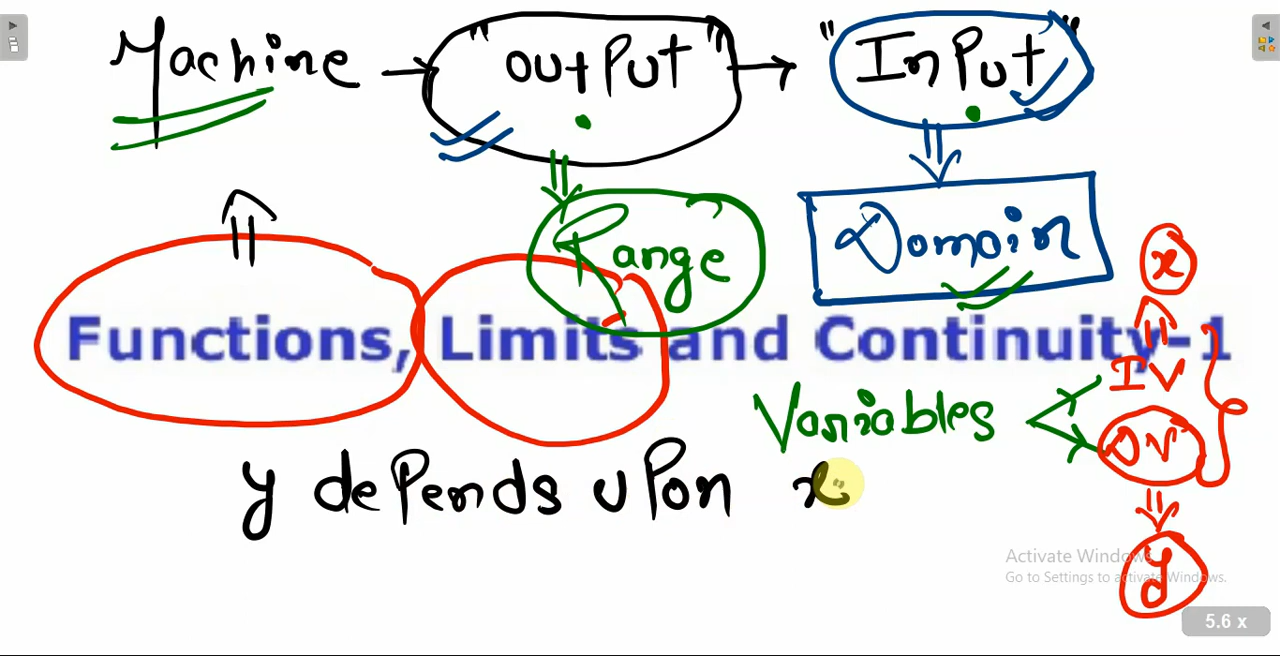 Machine → "output" → "InPut"
Range
Domain
x
Functions, Limits and Continuity-1
IV
Variables
DV
y depends upon x
y
Activate Windows
Go to Settings to activate Windows.
5.6 x